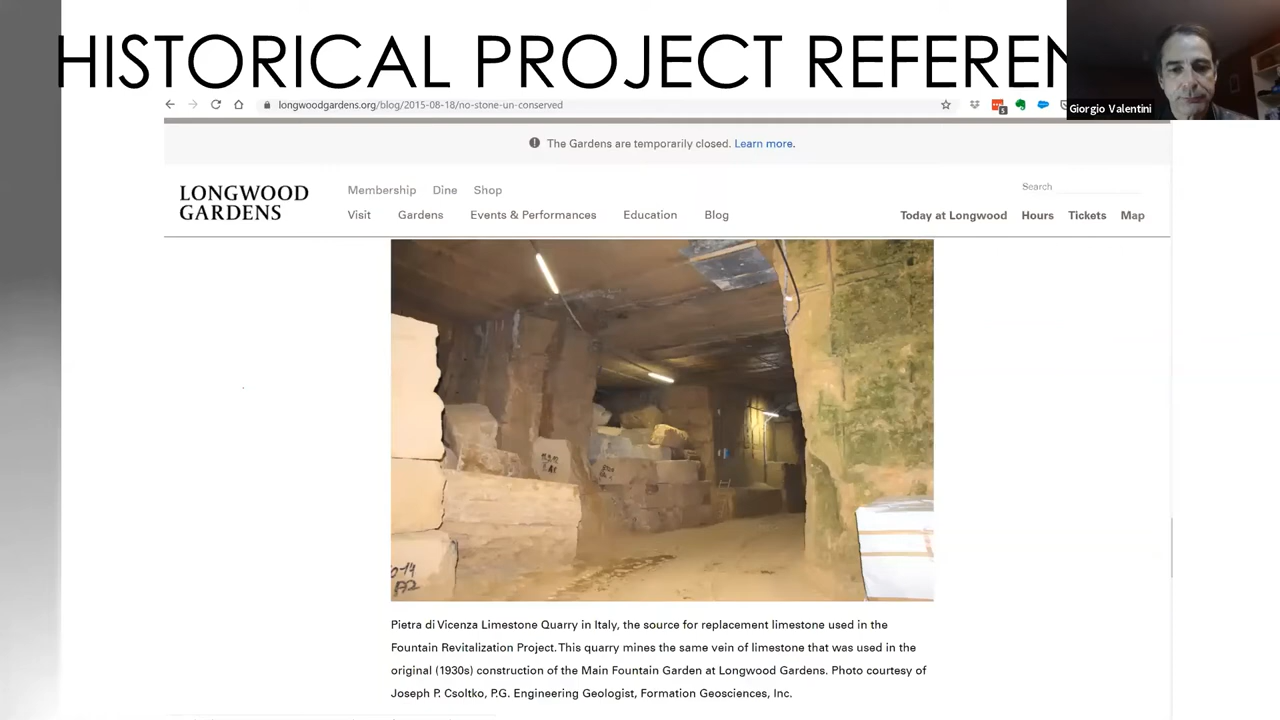 HISTORICAL PROJECT REFEREN
Giorgio Valentini
longwoodgardens.org/blog/2015-08-18/no-stone-un-conserved
The Gardens are temporarily closed. Learn more.
LONGWOOD
GARDENS
Membership Dine Shop
Search
Visit Gardens Events & Performances Education Blog
Today at Longwood Hours Tickets Map
Pietra di Vicenza Limestone Quarry in Italy, the source for replacement limestone used in the
Fountain Revitalization Project. This quarry mines the same vein of limestone that was used in the
original (1930s) construction of the Main Fountain Garden at Longwood Gardens. Photo courtesy of
Joseph P. Csoltko, P.G. Engineering Geologist, Formation Geosciences, Inc.